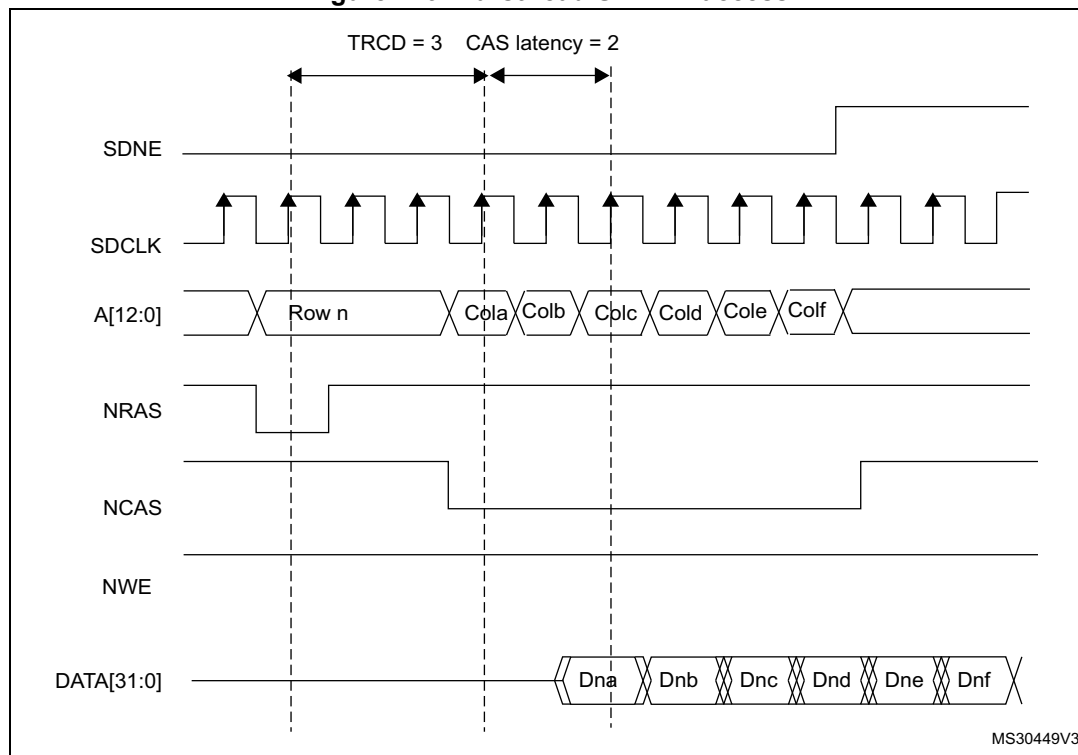 TRCD = 3 CAS latency = 2
SDNE
SDCLK
A[12:0] Row n Cola Colb Colc Cold Cole Colf
NRAS
NCAS
NWE
DATA[31:0] Dna Dnb Dnc Dnd Dne Dnf
MS30449V3